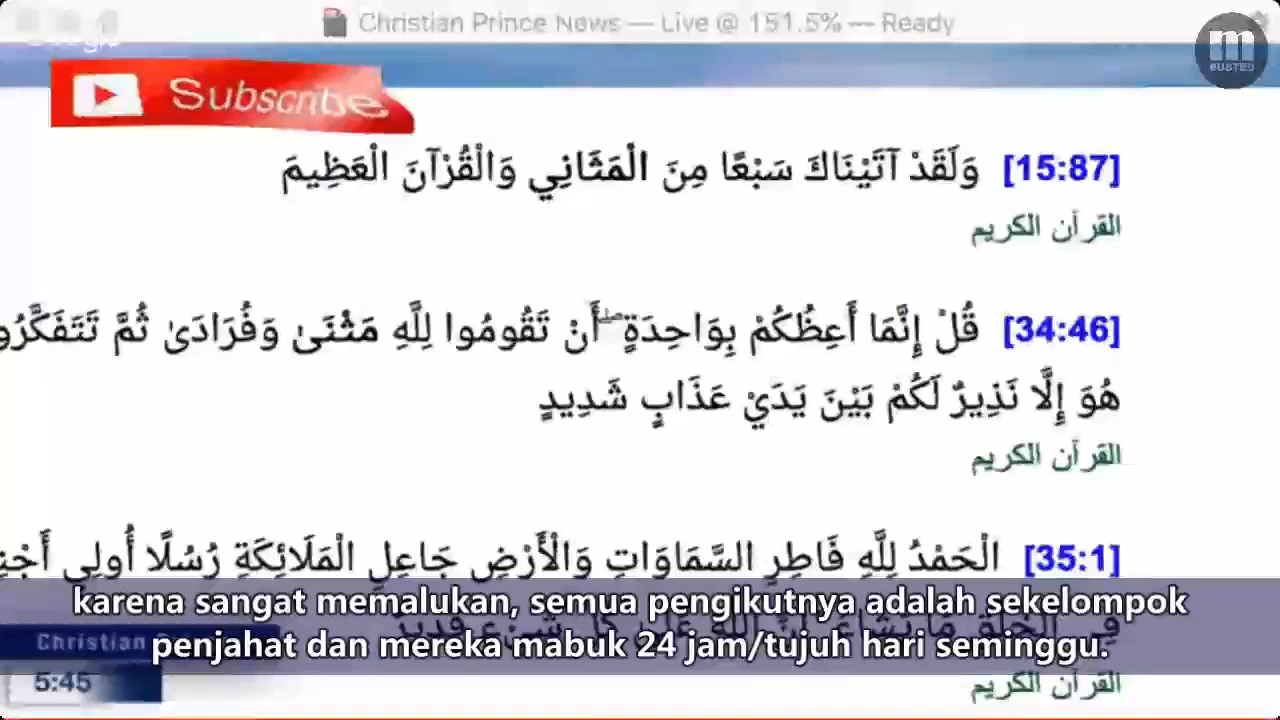 Christian Prince News — Live @ 151.5% — Ready
m
BUSTED
Google
Subscribe
[15:87] وَلَقَدْ آتَيْنَاكَ سَبْعًا مِنَ الْمَثَانِي وَالْقُرْآنَ الْعَظِيمَ
القرآن الكريم
[34:46] قُلْ إِنَّمَا أَعِظُكُمْ بِوَاحِدَةٍ ۖ أَنْ تَقُومُوا لِلَّهِ مَثْنَىٰ وَفُرَادَىٰ ثُمَّ تَتَفَكَّرُو
هُوَ إِلَّا نَذِيرٌ لَكُمْ بَيْنَ يَدَيْ عَذَابٍ شَدِيدٍ
القرآن الكريم
[35:1] الْحَمْدُ لِلَّهِ فَاطِرِ السَّمَاوَاتِ وَالْأَرْضِ جَاعِلِ الْمَلَائِكَةِ رُسُلًا أُولِي
karena sangat memalukan, semua pengikutnya adalah sekelompok
Christian
penjahat dan mereka mabuk 24 jam/tujuh hari seminggu.
5:45
القرآن الكريم